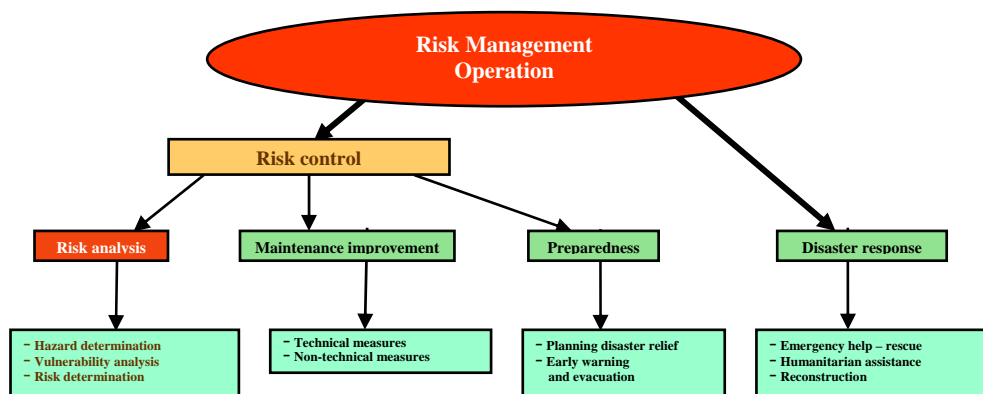 Risk Management
Operation
Risk control
Risk analysis
Maintenance improvement
Preparedness
Disaster response
- Hazard determination
- Vulnerability analysis
- Risk determination
- Technical measures
- Non-technical measures
- Planning disaster relief
- Early warning
and evacuation
- Emergency help – rescue
- Humanitarian assistance
- Reconstruction